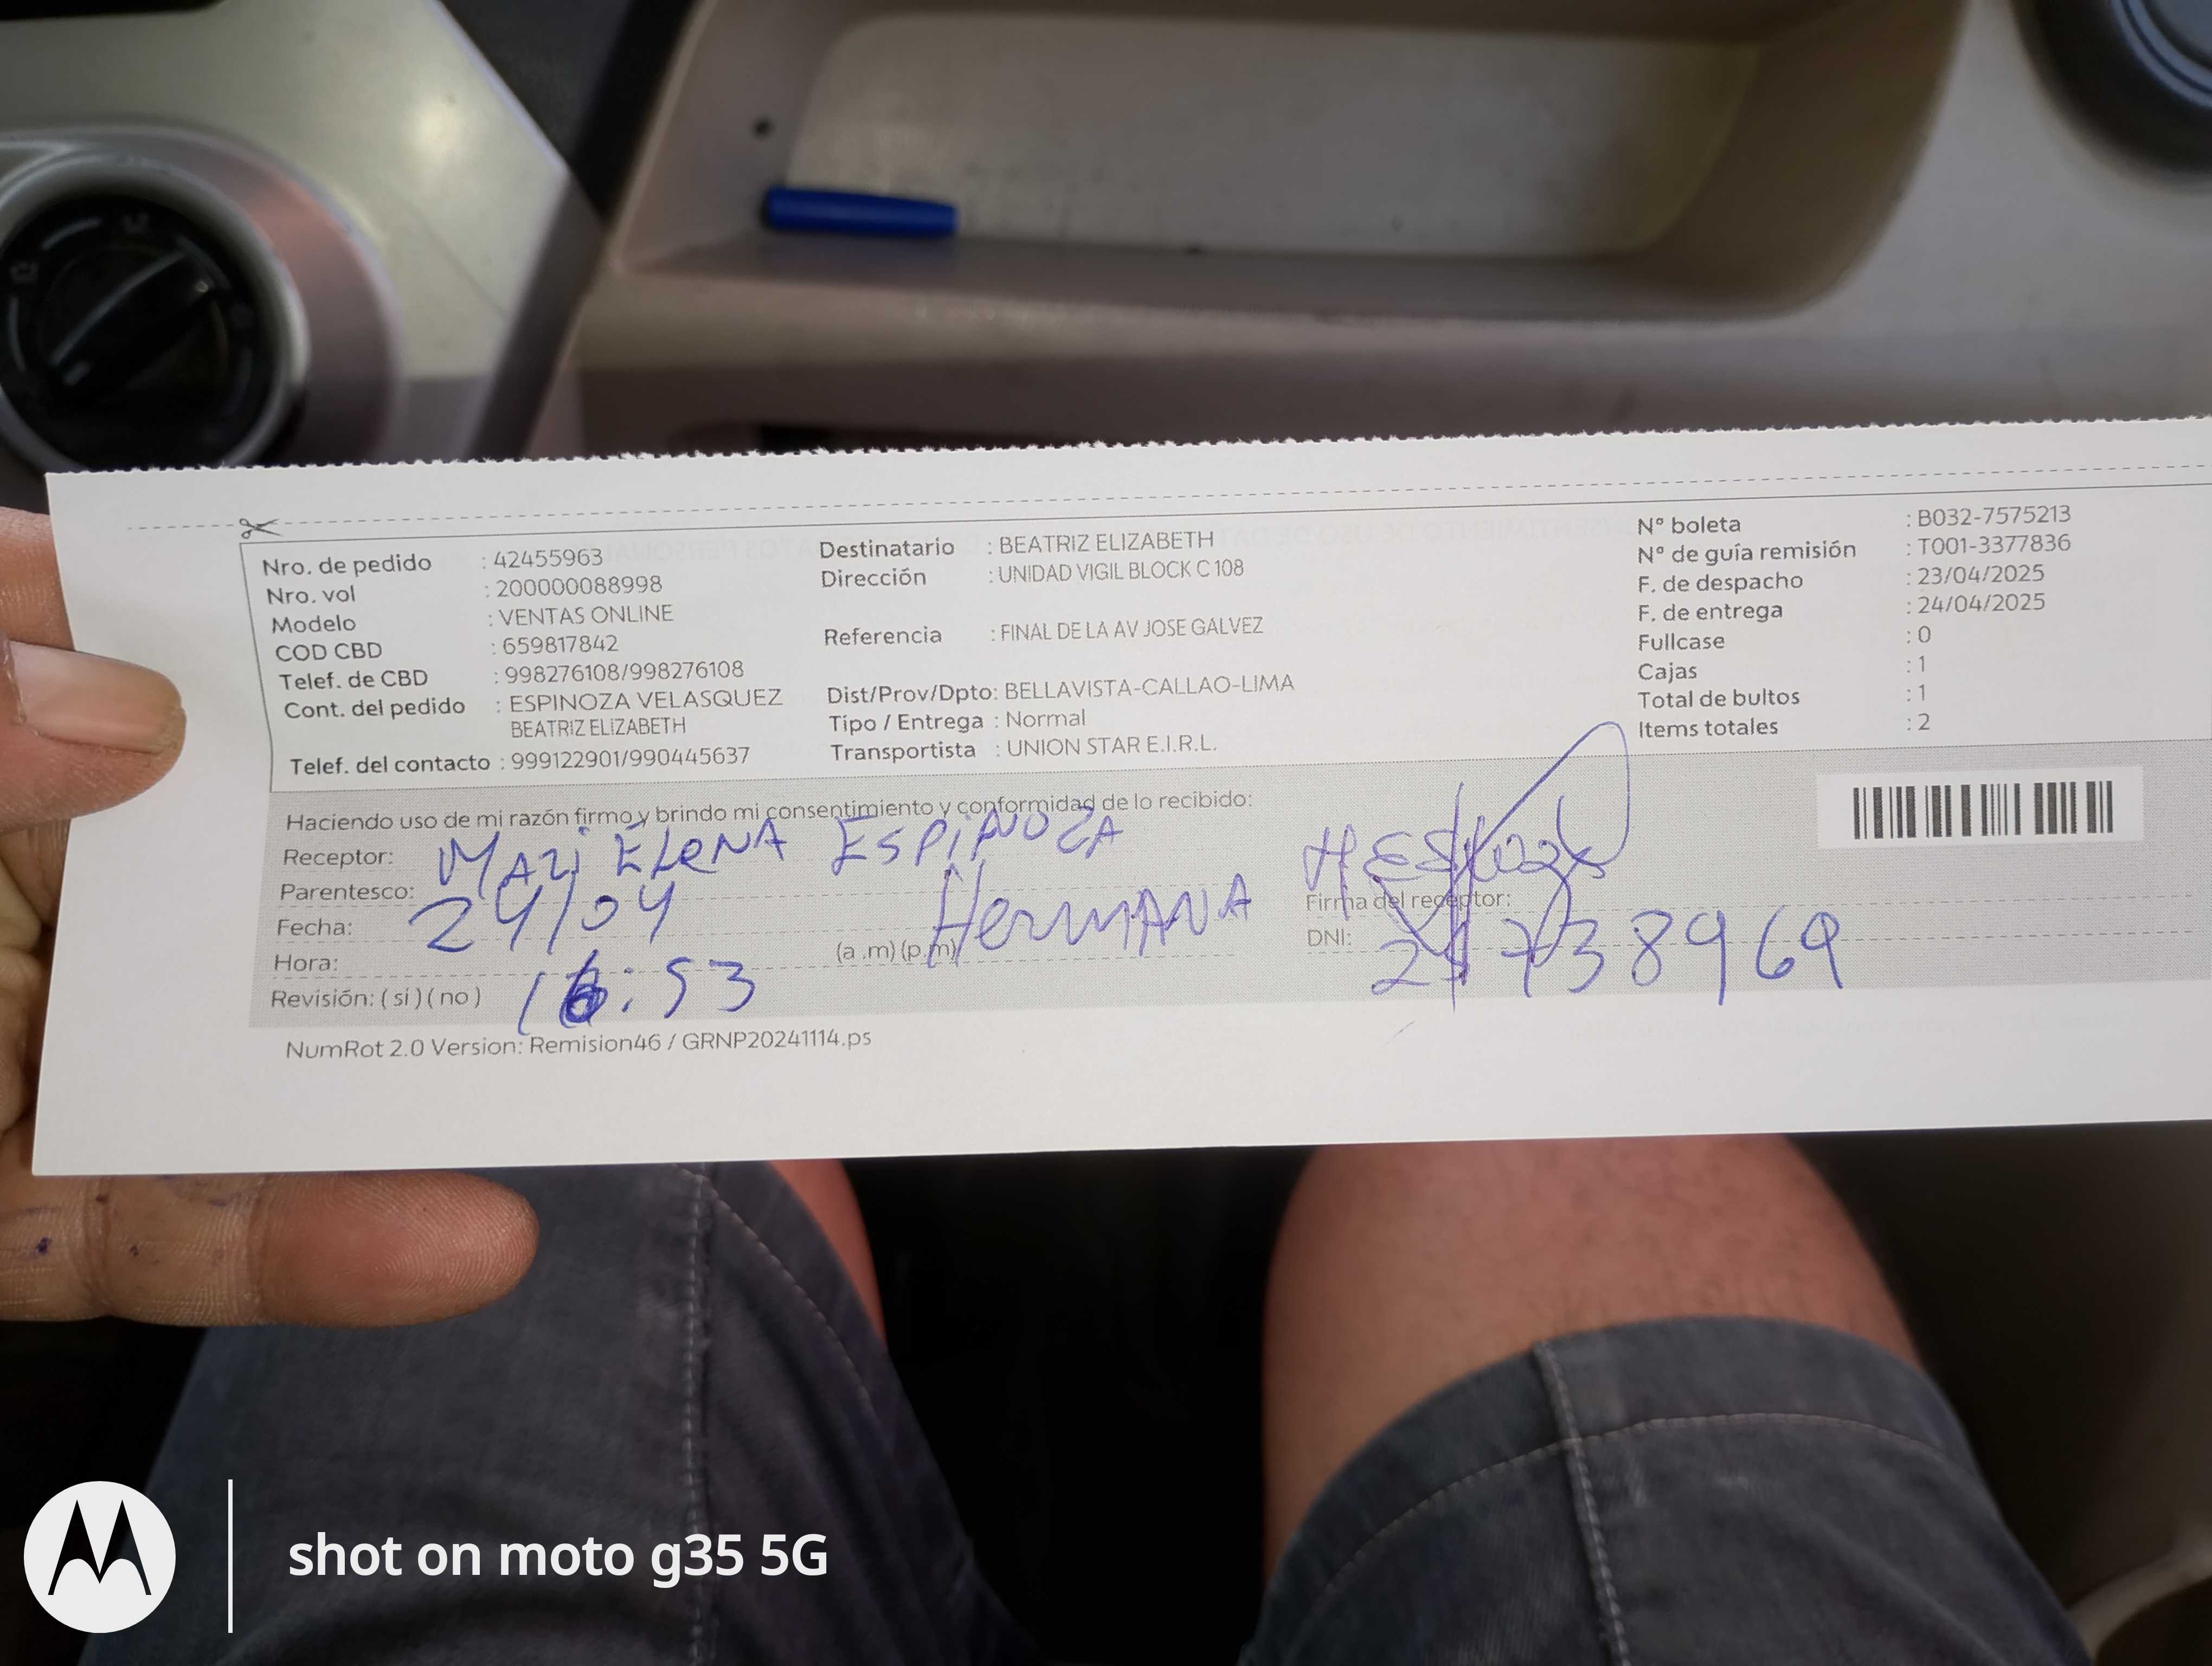 Nro. de pedido : 42455963
Nro. vol : 200000088998
Modelo : VENTAS ONLINE
COD CBD : 659817842
Telef. de CBD : 998276108/998276108
Cont. del pedido : ESPINOZA VELASQUEZ
BEATRIZ ELIZABETH
Telef. del contacto : 999122901/990445637
Destinatario : BEATRIZ ELIZABETH
Dirección : UNIDAD VIGIL BLOCK C 108
Referencia : FINAL DE LA AV JOSE GALVEZ
Dist/Prov/Dpto: BELLAVISTA-CALLAO-LIMA
Tipo / Entrega : Normal
Transportista : UNION STAR E.I.R.L.
N° boleta : B032-7575213
N° de guía remisión : T001-3377836
F. de despacho : 23/04/2025
F. de entrega : 24/04/2025
Fullcase : 0
Cajas : 1
Total de bultos : 1
Items totales : 2
Haciendo uso de mi razón firmo y brindo mi consentimiento y conformidad de lo recibido:
Receptor: MARI ELENA ESPINOZA
Parentesco: HermANA
Fecha: 24/04
Hora: 16:53 (a .m) (p.m)
Revisión: ( si ) ( no )
Firma del receptor:
DNI: 738969
NumRot 2.0 Version: Remision46 / GRNP20241114.ps
shot on moto g35 5G